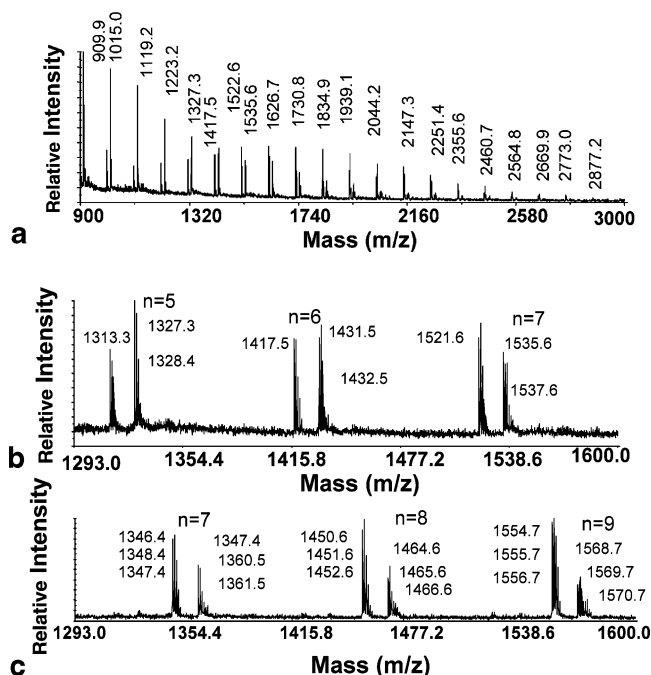 Relative Intensity
909.9
1015.0
1119.2
1223.2
1327.3
1417.5
1522.6
1535.6
1626.7
1730.8
1834.9
1939.1
2044.2
2147.3
2251.4
2355.6
2460.7
2564.8
2669.9
2773.0
2877.2
900 1320 1740 2160 2580 3000
Mass (m/z)
a
Relative Intensity
n=5
1313.3 1327.3
1328.4
n=6
1417.5 1431.5
1432.5
n=7
1521.6 1535.6
1537.6
1293.0 1354.4 1415.8 1477.2 1538.6 1600.0
Mass (m/z)
b
Relative Intensity
n=7
1346.4 1347.4
1348.4 1360.5
1347.4 1361.5
n=8
1450.6 1464.6
1451.6 1465.6
1452.6 1466.6
n=9
1554.7 1568.7
1555.7 1569.7
1556.7 1570.7
1293.0 1354.4 1415.8 1477.2 1538.6 1600.0
Mass (m/z)
c